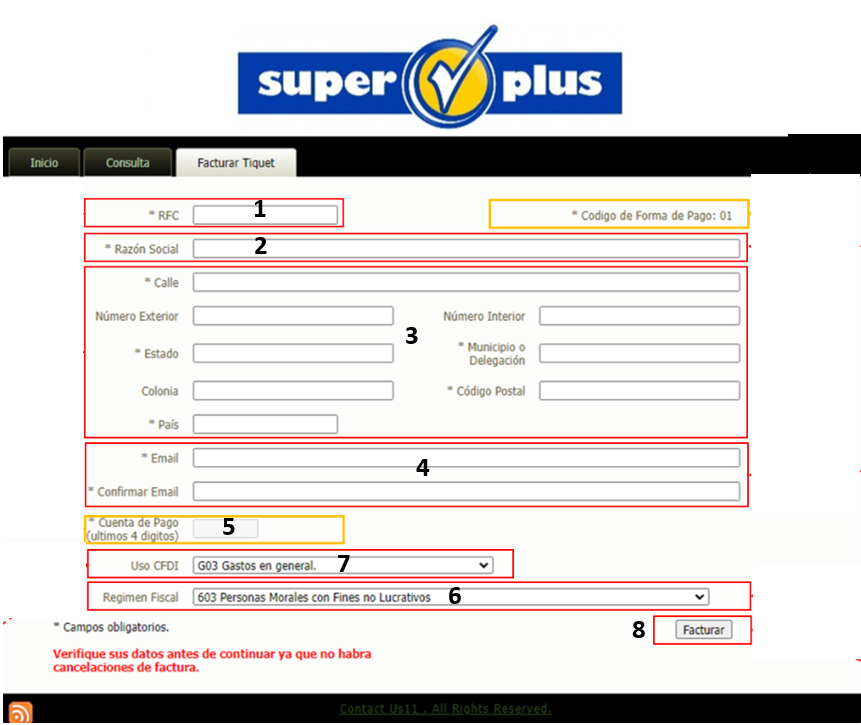 super plus
Inicio Consulta Facturar Tiquet
* RFC 1 * Codigo de Forma de Pago: 01
* Razón Social 2
* Calle
Número Exterior 3 Número Interior
* Estado * Municipio o
Delegación
Colonia * Código Postal
* País
* Email 4
* Confirmar Email
* Cuenta de Pago
(ultimos 4 digitos) 5
Uso CFDI G03 Gastos en general. 7
Regimen Fiscal 603 Personas Morales con Fines no Lucrativos 6
* Campos obligatorios. 8 Facturar
Verifique sus datos antes de continuar ya que no habra
cancelaciones de factura.
Contact Us11 . All Rights Reserved.